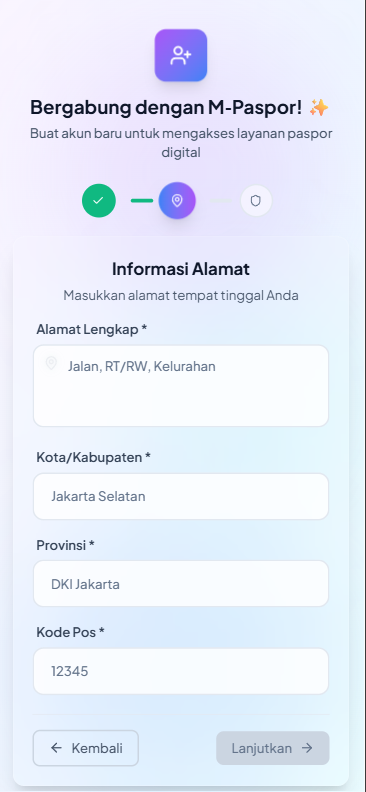 Bergabung dengan M-Paspor! ✨
Buat akun baru untuk mengakses layanan paspor
digital
Informasi Alamat
Masukkan alamat tempat tinggal Anda
Alamat Lengkap *
Jalan, RT/RW, Kelurahan
Kota/Kabupaten *
Jakarta Selatan
Provinsi *
DKI Jakarta
Kode Pos *
12345
← Kembali
Lanjutkan →